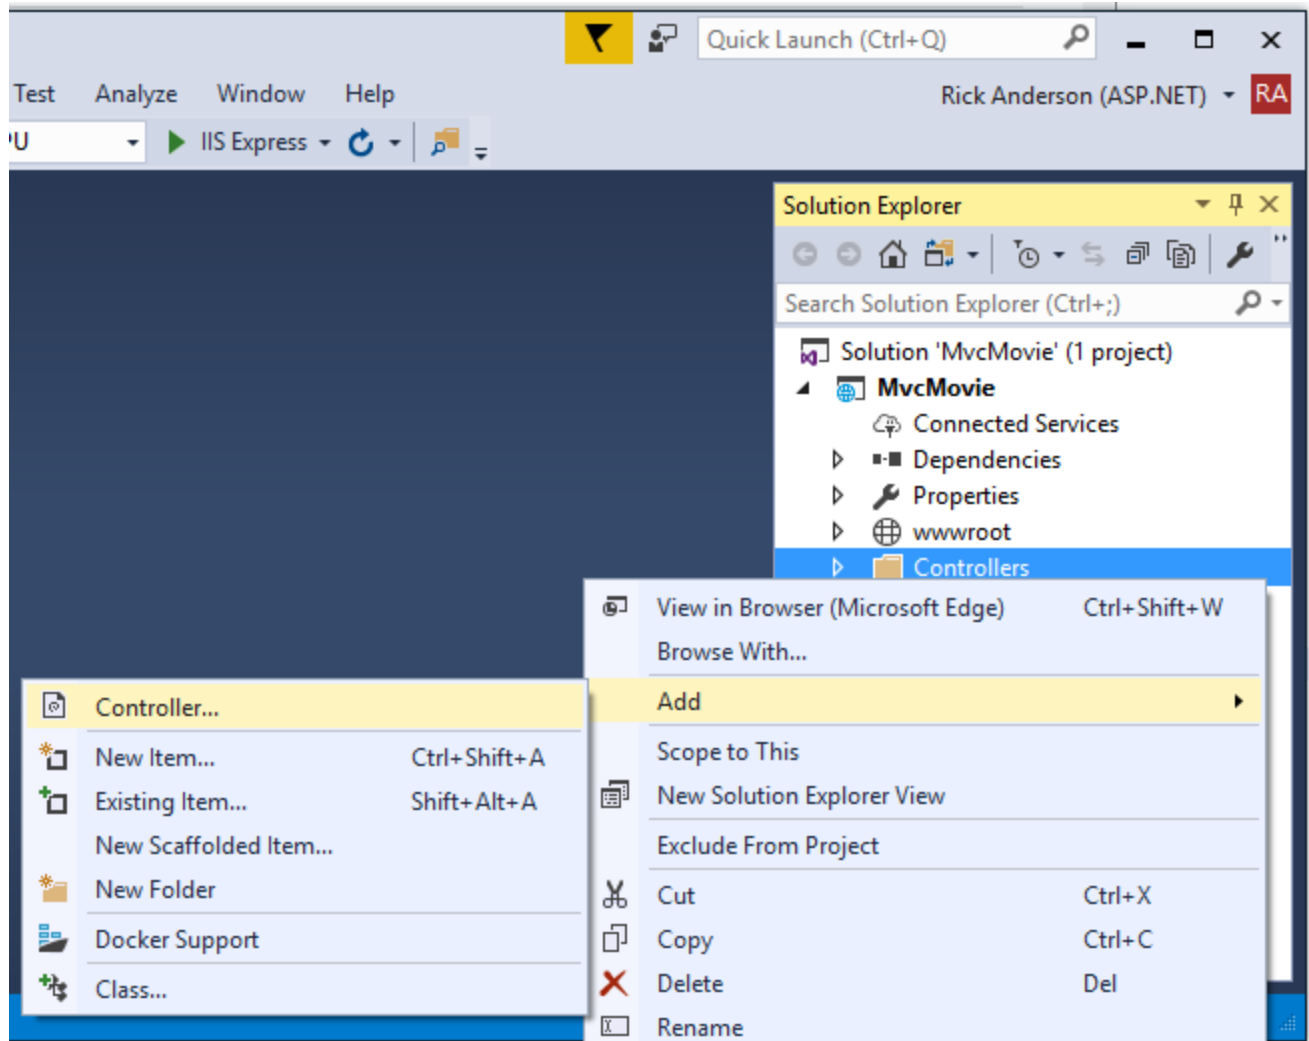 Quick Launch (Ctrl+Q)
Test Analyze Window Help
Rick Anderson (ASP.NET) RA
PU IIS Express
Solution Explorer
Search Solution Explorer (Ctrl+;)
Solution 'MvcMovie' (1 project)
MvcMovie
Connected Services
Dependencies
Properties
wwwroot
Controllers
View in Browser (Microsoft Edge) Ctrl+Shift+W
Browse With...
Add
Scope to This
New Solution Explorer View
Exclude From Project
Cut Ctrl+X
Copy Ctrl+C
Delete Del
Rename
Controller...
New Item... Ctrl+Shift+A
Existing Item... Shift+Alt+A
New Scaffolded Item...
New Folder
Docker Support
Class...